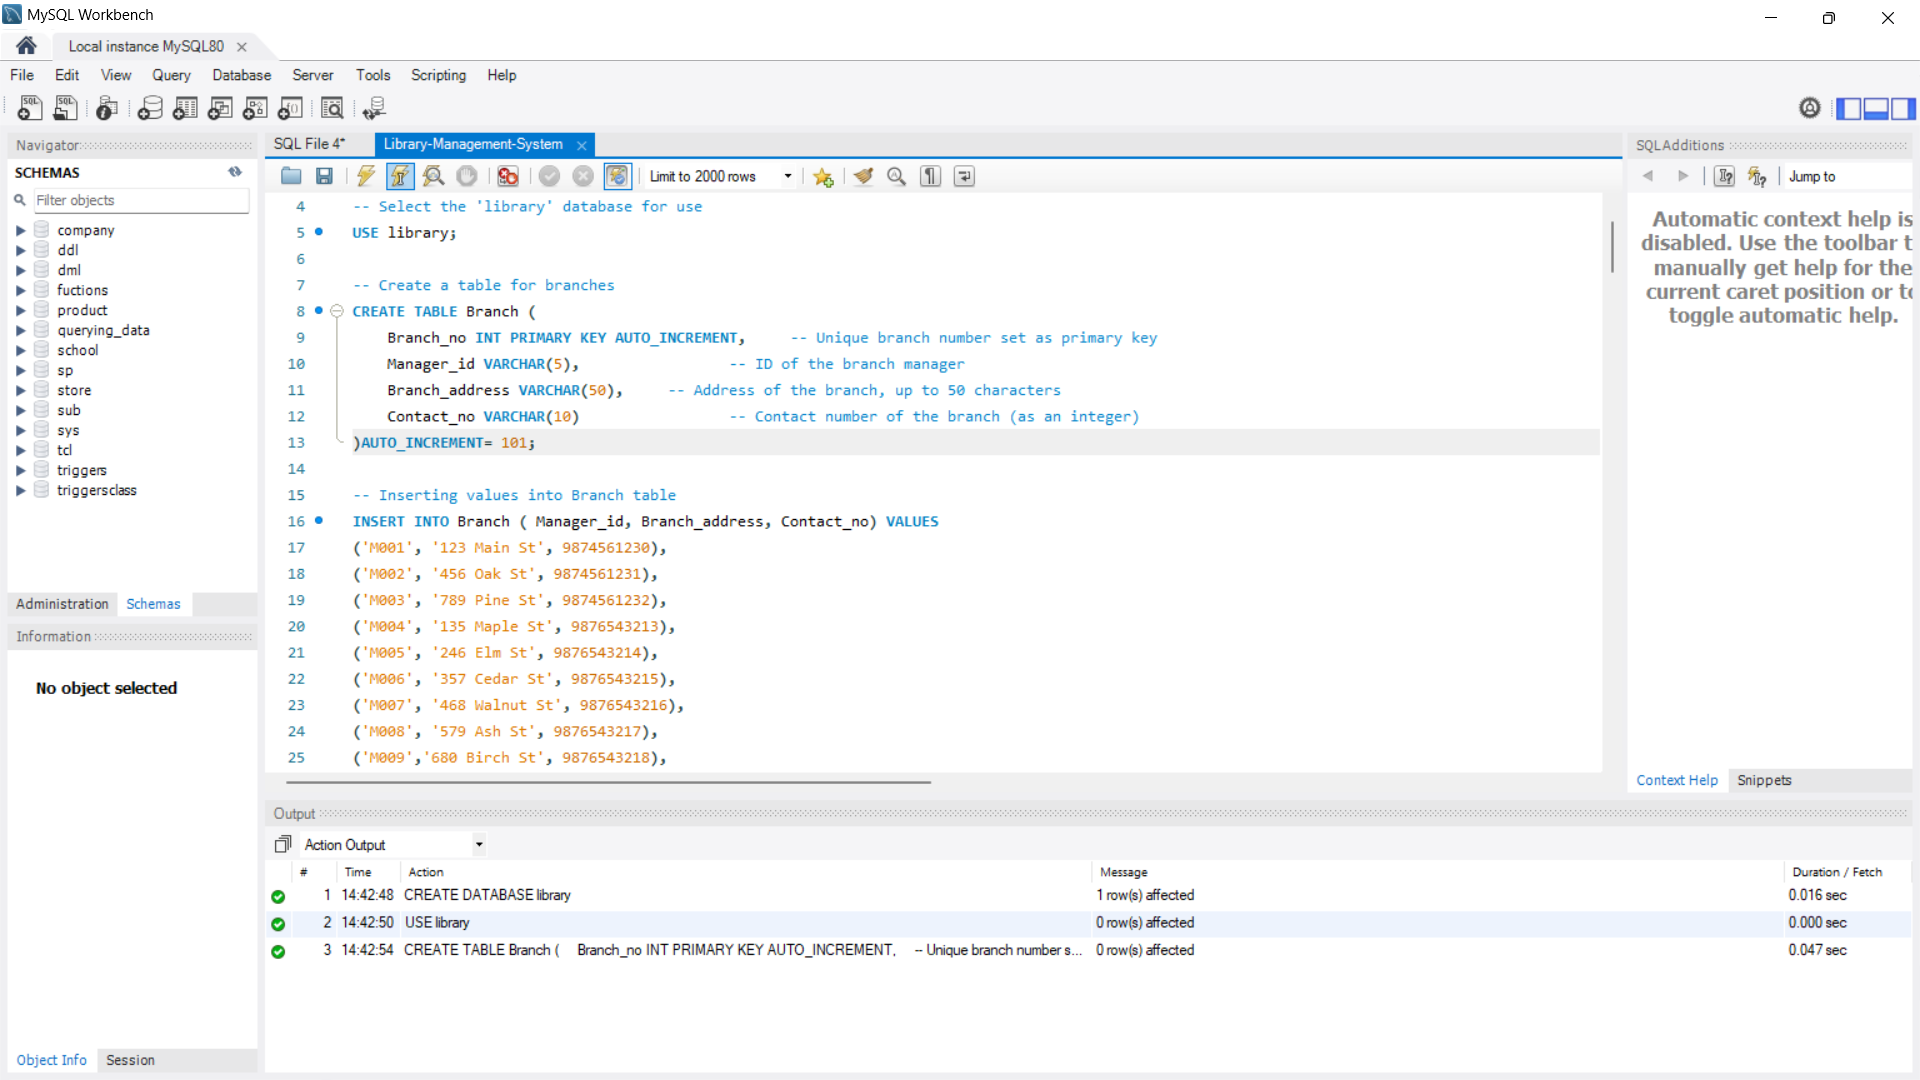 MySQL Workbench
Local instance MySQL80
File Edit View Query Database Server Tools Scripting Help
Navigator
SCHEMAS
Filter objects
company
ddl
dml
fuctions
product
querying_data
school
sp
store
sub
sys
tcl
triggers
triggersclass
Administration Schemas
Information
No object selected
Object Info Session
SQL File 4* Library-Management-System
Limit to 2000 rows
4 -- Select the 'library' database for use
5 USE library;
6
7 -- Create a table for branches
8 CREATE TABLE Branch (
9 Branch_no INT PRIMARY KEY AUTO_INCREMENT, -- Unique branch number set as primary key
10 Manager_id VARCHAR(5), -- ID of the branch manager
11 Branch_address VARCHAR(50), -- Address of the branch, up to 50 characters
12 Contact_no VARCHAR(10) -- Contact number of the branch (as an integer)
13 )AUTO_INCREMENT= 101;
14
15 -- Inserting values into Branch table
16 INSERT INTO Branch ( Manager_id, Branch_address, Contact_no) VALUES
17 ('M001', '123 Main St', 9874561230),
18 ('M002', '456 Oak St', 9874561231),
19 ('M003', '789 Pine St', 9874561232),
20 ('M004', '135 Maple St', 9876543213),
21 ('M005', '246 Elm St', 9876543214),
22 ('M006', '357 Cedar St', 9876543215),
23 ('M007', '468 Walnut St', 9876543216),
24 ('M008', '579 Ash St', 9876543217),
25 ('M009','680 Birch St', 9876543218),
SQLAdditions
Jump to
Automatic context help is
disabled. Use the toolbar t
manually get help for the
current caret position or to
toggle automatic help.
Context Help Snippets
Output
Action Output
# Time Action Message Duration / Fetch
1 14:42:48 CREATE DATABASE library 1 row(s) affected 0.016 sec
2 14:42:50 USE library 0 row(s) affected 0.000 sec
3 14:42:54 CREATE TABLE Branch ( Branch_no INT PRIMARY KEY AUTO_INCREMENT, -- Unique branch number s... 0 row(s) affected 0.047 sec